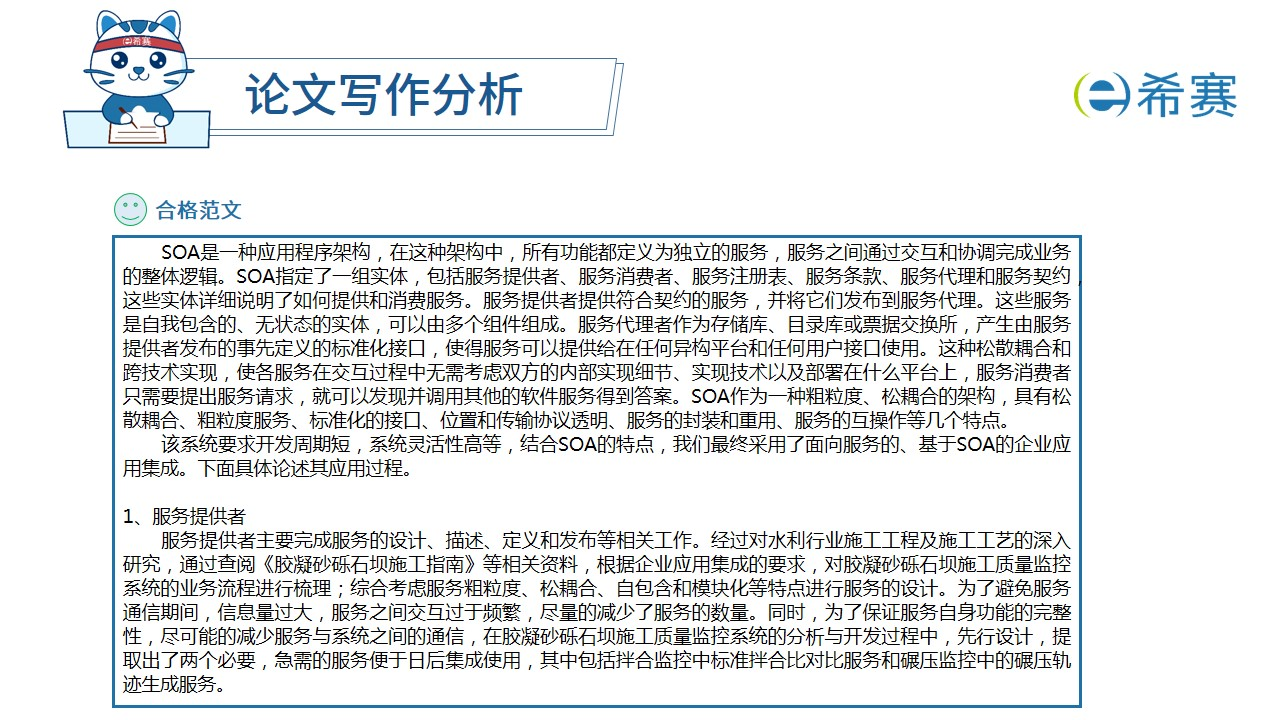 希赛
论文写作分析
希赛
合格范文
SOA是一种应用程序架构，在这种架构中，所有功能都定义为独立的服务，服务之间通过交互和协调完成业务
的整体逻辑。SOA指定了一组实体，包括服务提供者、服务消费者、服务注册表、服务条款、服务代理和服务契约，
这些实体详细说明了如何提供和消费服务。服务提供者提供符合契约的服务，并将它们发布到服务代理。这些服务
是自我包含的、无状态的实体，可以由多个组件组成。服务代理者作为存储库、目录库或票据交换所，产生由服务
提供者发布的事先定义的标准化接口，使得服务可以提供给在任何异构平台和任何用户接口使用。这种松散耦合和
跨技术实现，使各服务在交互过程中无需考虑双方的内部实现细节、实现技术以及部署在什么平台上，服务消费者
只需要提出服务请求，就可以发现并调用其他的软件服务得到答案。SOA作为一种粗粒度、松耦合的架构，具有松
散耦合、粗粒度服务、标准化的接口、位置和传输协议透明、服务的封装和重用、服务的互操作等几个特点。
该系统要求开发周期短，系统灵活性高等，结合SOA的特点，我们最终采用了面向服务的、基于SOA的企业应
用集成。下面具体论述其应用过程。
1、服务提供者
服务提供者主要完成服务的设计、描述、定义和发布等相关工作。经过对水利行业施工工程及施工工艺的深入
研究，通过查阅《胶凝砂砾石坝施工指南》等相关资料，根据企业应用集成的要求，对胶凝砂砾石坝施工质量监控
系统的业务流程进行梳理；综合考虑服务粗粒度、松耦合、自包含和模块化等特点进行服务的设计。为了避免服务
通信期间，信息量过大，服务之间交互过于频繁，尽量的减少了服务的数量。同时，为了保证服务自身功能的完整
性，尽可能的减少服务与系统之间的通信，在胶凝砂砾石坝施工质量监控系统的分析与开发过程中，先行设计，提
取出了两个必要，急需的服务便于日后集成使用，其中包括拌合监控中标准拌合比对比服务和碾压监控中的碾压轨
迹生成服务。